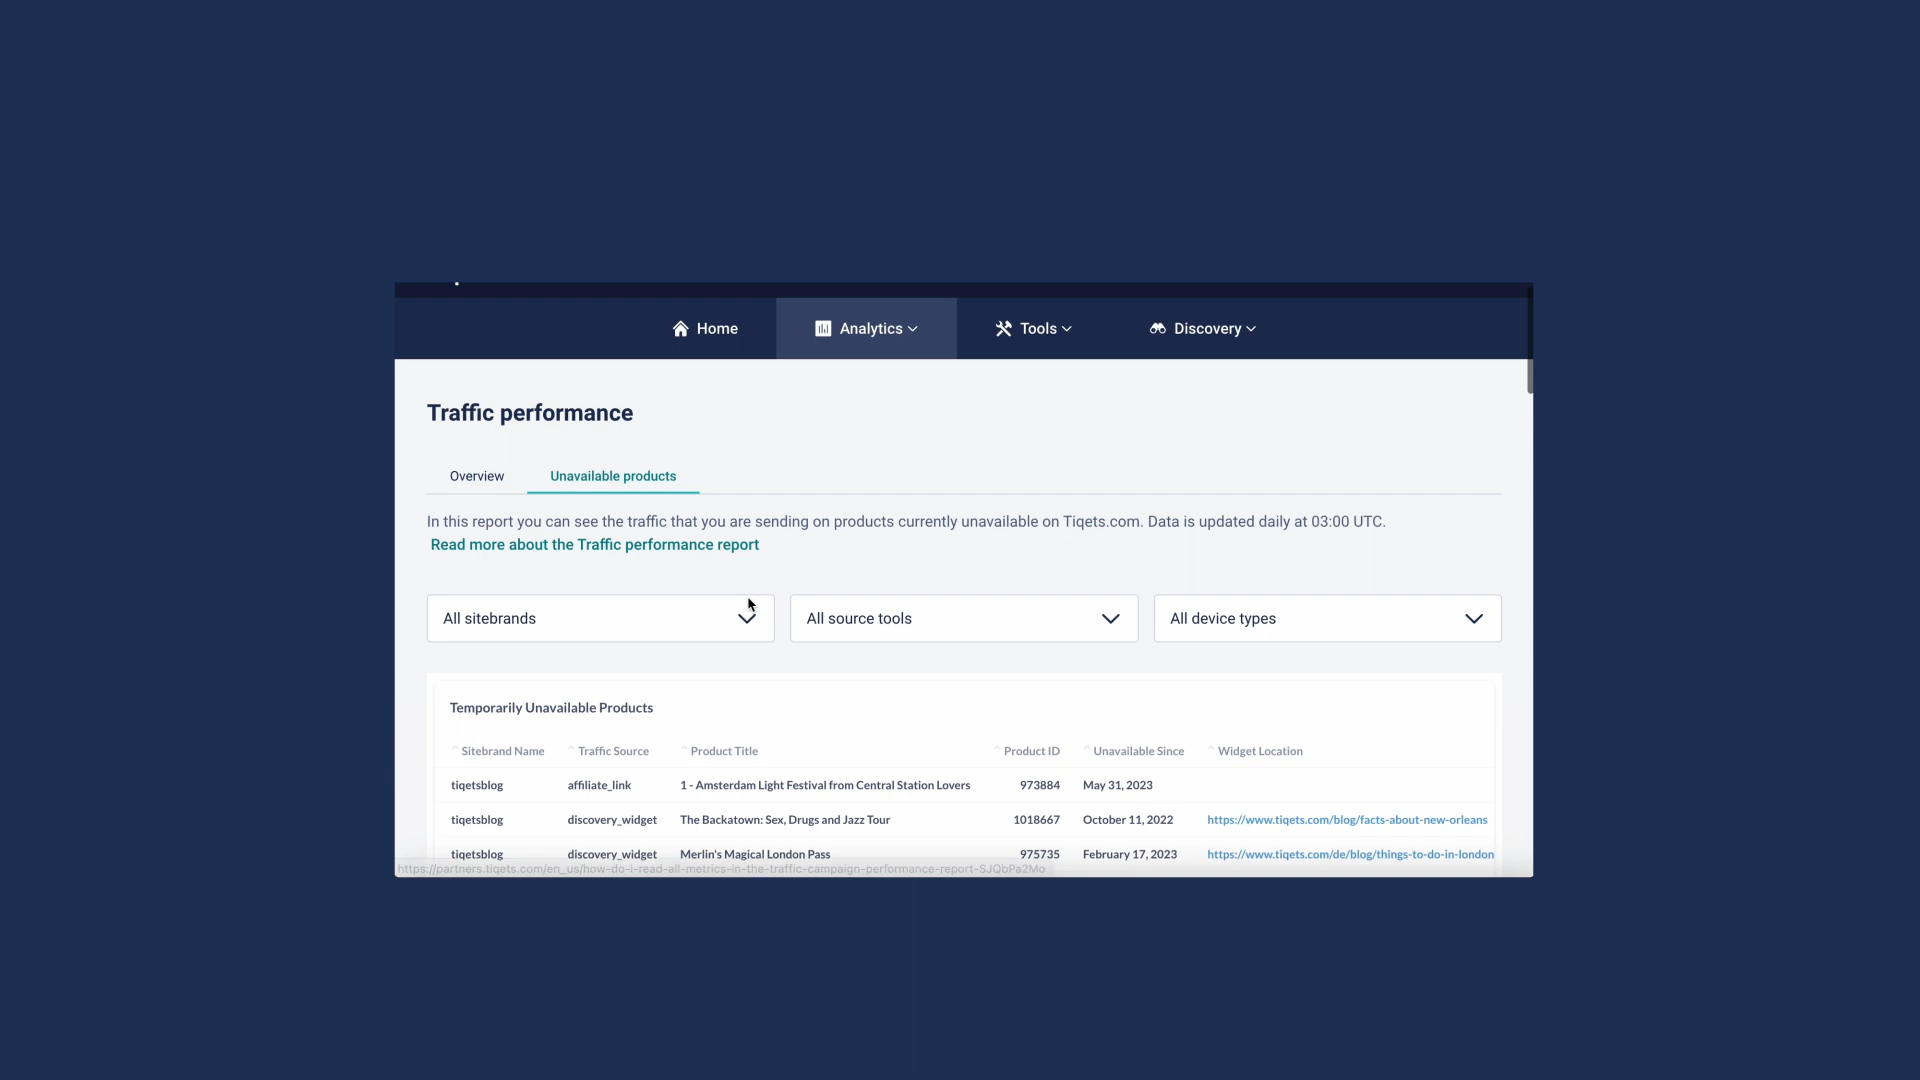 Home Analytics Tools Discovery
Traffic performance
Overview Unavailable products
In this report you can see the traffic that you are sending on products currently unavailable on Tiqets.com. Data is updated daily at 03:00 UTC.
Read more about the Traffic performance report
All sitebrands All source tools All device types
Temporarily Unavailable Products
Sitebrand Name Traffic Source Product Title Product ID Unavailable Since Widget Location
tiqetsblog affiliate_link 1 - Amsterdam Light Festival from Central Station Lovers 973884 May 31, 2023
tiqetsblog discovery_widget The Backatown: Sex, Drugs and Jazz Tour 1018667 October 11, 2022 https://www.tiqets.com/blog/facts-about-new-orleans
tiqetsblog discovery_widget Merlin's Magical London Pass 975735 February 17, 2023 https://www.tiqets.com/de/blog/things-to-do-in-london
https://partners.tiqets.com/en_us/how-do-i-read-all-metrics-in-the-traffic-campaign-performance-report-SJQbPa2Mo